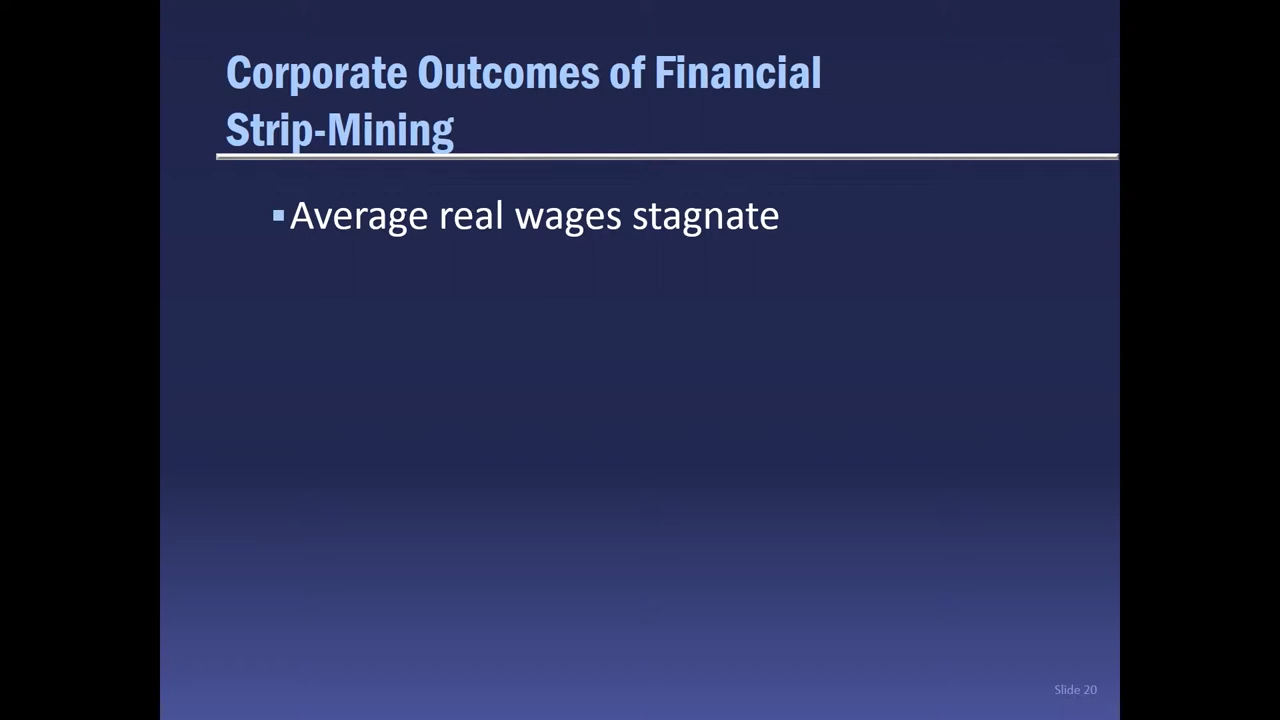 Corporate Outcomes of Financial
Strip-Mining
▪Average real wages stagnate
Slide 20